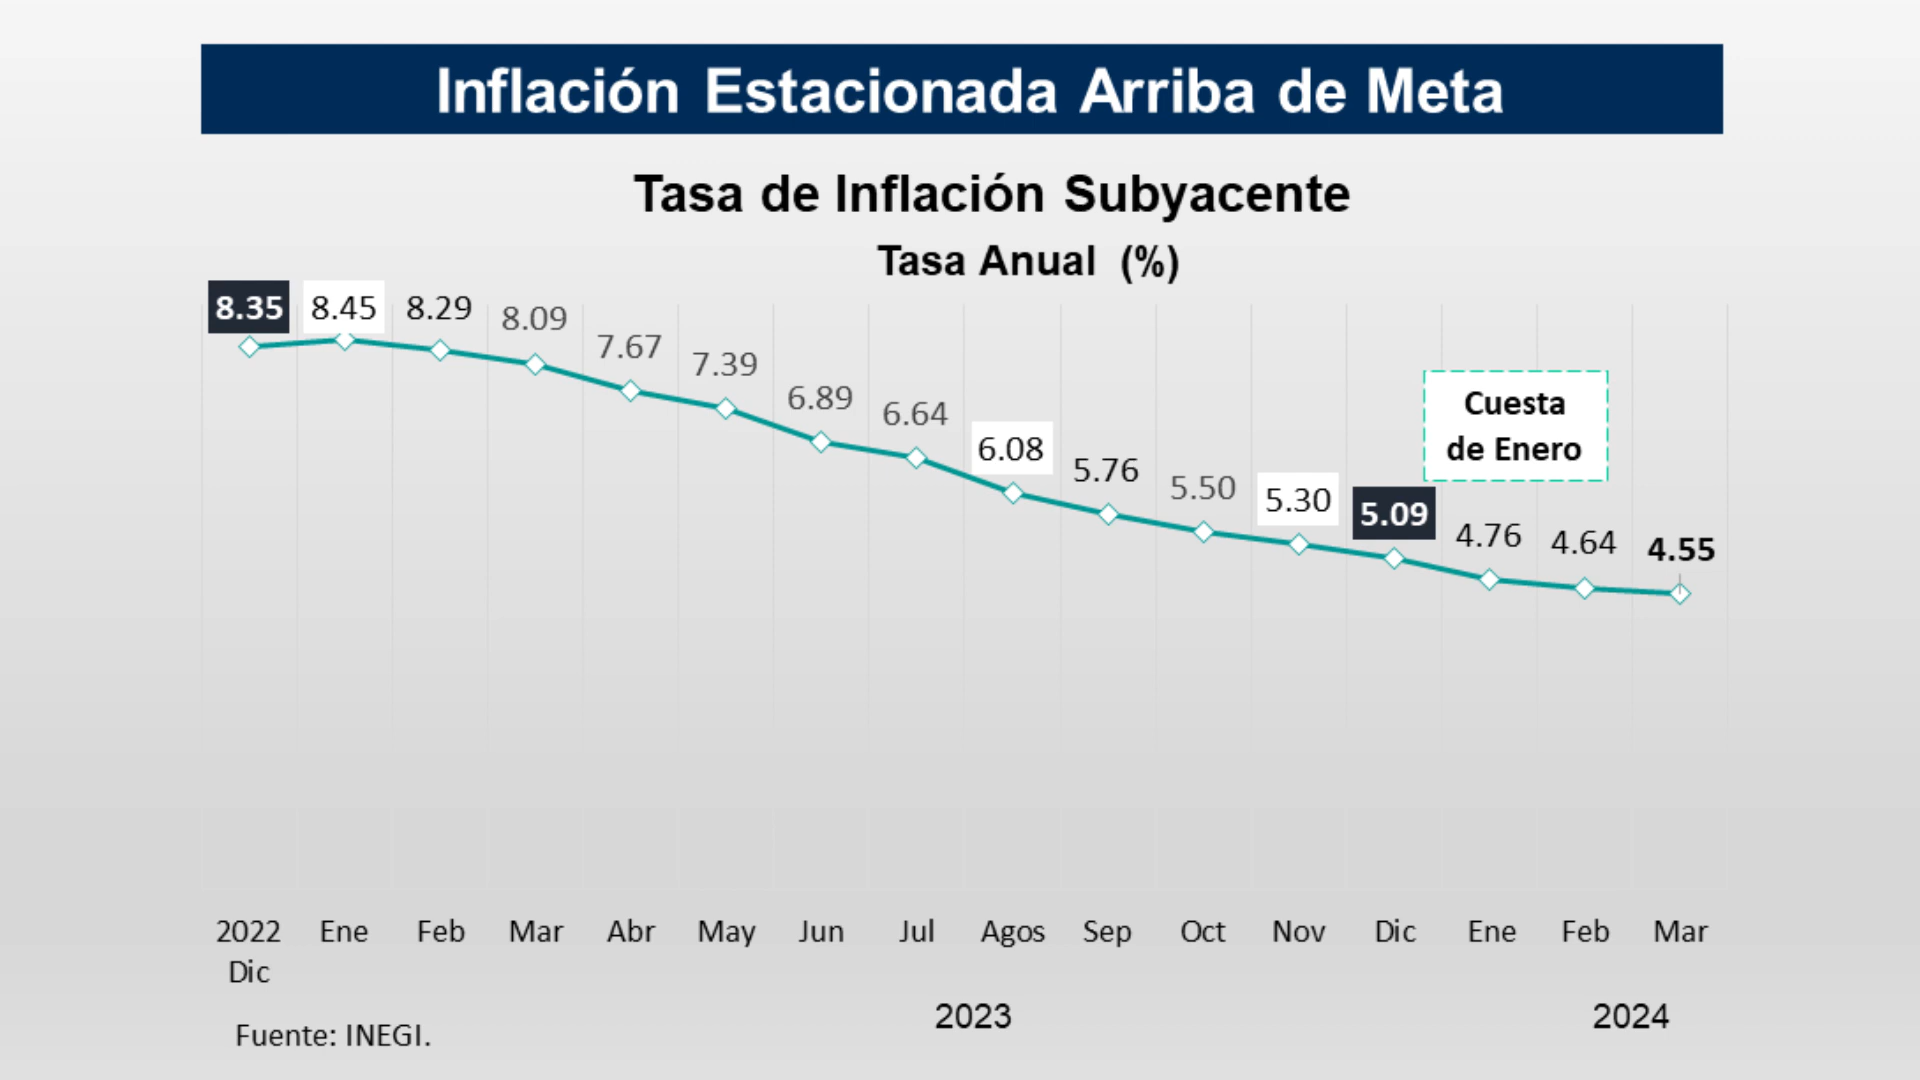 Inflación Estacionada Arriba de Meta
Tasa de Inflación Subyacente
Tasa Anual (%)
8.35 8.45 8.29 8.09 7.67 7.39 6.89 6.64 6.08 5.76 5.50 5.30 5.09 4.76 4.64 4.55
Cuesta
de Enero
2022 Ene Feb Mar Abr May Jun Jul Agos Sep Oct Nov Dic Ene Feb Mar
Dic
2023 2024
Fuente: INEGI.